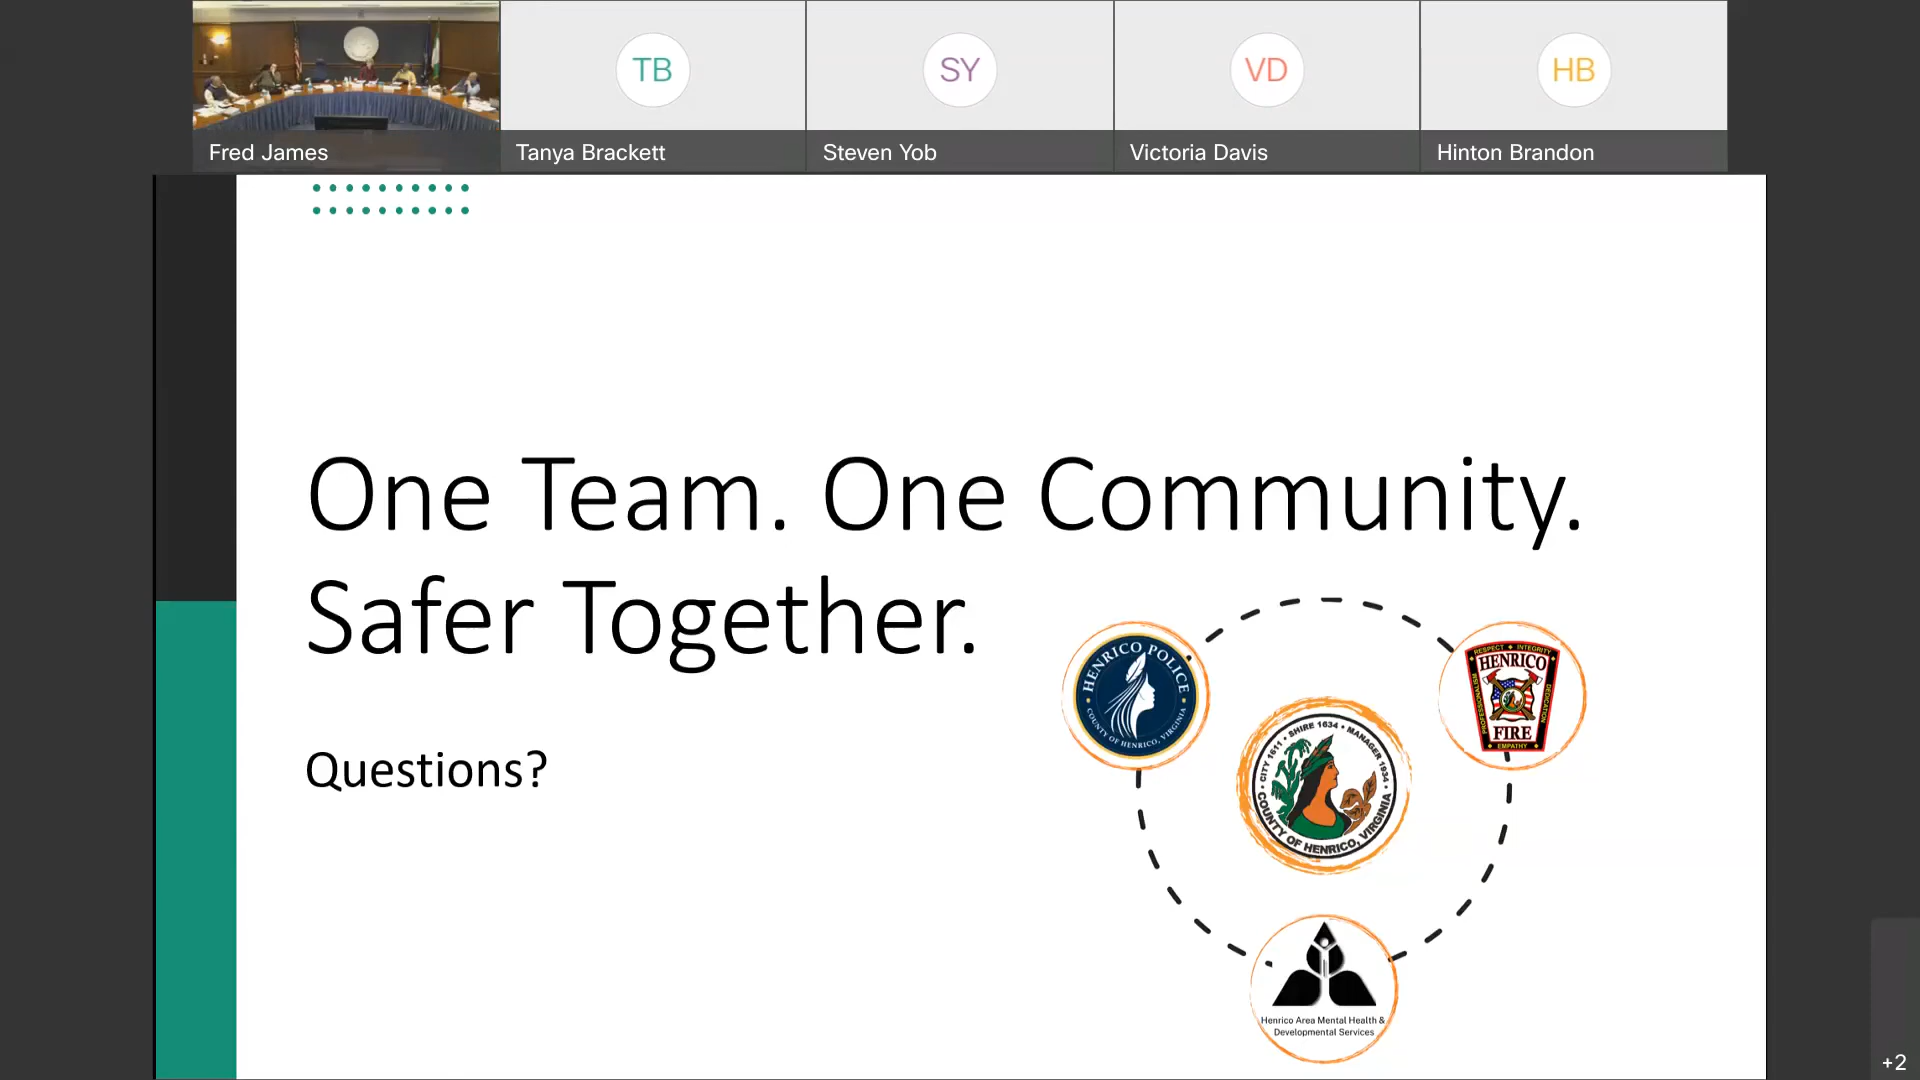 TB
SY
VD
HB
Fred James
Tanya Brackett
Steven Yob
Victoria Davis
Hinton Brandon
One Team. One Community.
Safer Together.
Questions?
HENRICO POLICE
COUNTY OF HENRICO, VIRGINIA
RESPECT INTEGRITY
PROFESSIONALISM
DEDICATION
HENRICO
FIRE
EMPATHY
CITY 1611 • SHIRE 1634 • MANAGER 1934
COUNTY OF HENRICO, VIRGINIA
Henrico Area Mental Health &
Developmental Services
+2